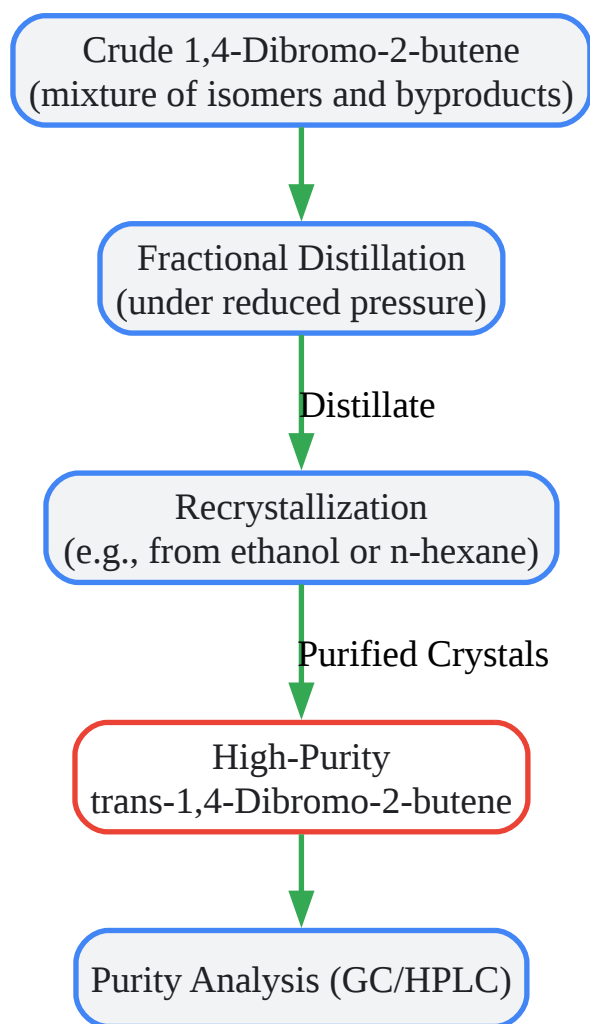 Crude 1,4-Dibromo-2-butene
(mixture of isomers and byproducts)
Fractional Distillation
(under reduced pressure)
Distillate
Recrystallization
(e.g., from ethanol or n-hexane)
Purified Crystals
High-Purity
trans-1,4-Dibromo-2-butene
Purity Analysis (GC/HPLC)